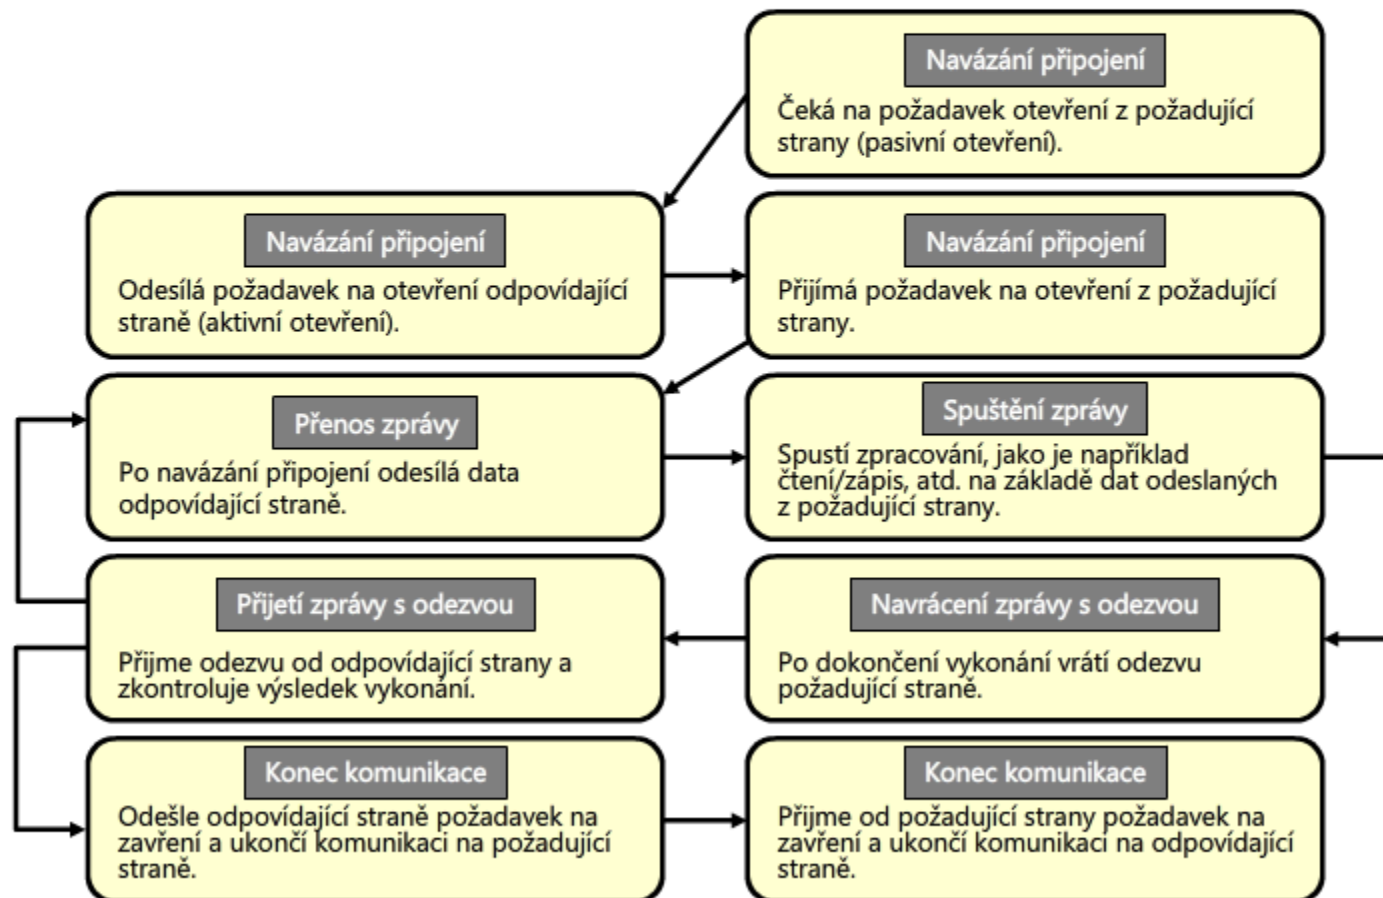 Navázání připojení
Čeká na požadavek otevření z požadující
strany (pasivní otevření).
Navázání připojení
Odesílá požadavek na otevření odpovídající
straně (aktivní otevření).
Navázání připojení
Přijímá požadavek na otevření z požadující
strany.
Přenos zprávy
Po navázání připojení odesílá data
odpovídající straně.
Spuštění zprávy
Spustí zpracování, jako je například
čtení/zápis, atd. na základě dat odeslaných
z požadující strany.
Přijetí zprávy s odezvou
Přijme odezvu od odpovídající strany a
zkontroluje výsledek vykonání.
Navrácení zprávy s odezvou
Po dokončení vykonání vrátí odezvu
požadující straně.
Konec komunikace
Odešle odpovídající straně požadavek na
zavření a ukončí komunikaci na požadující
straně.
Konec komunikace
Přijme od požadující strany požadavek na
zavření a ukončí komunikaci na odpovídající
straně.